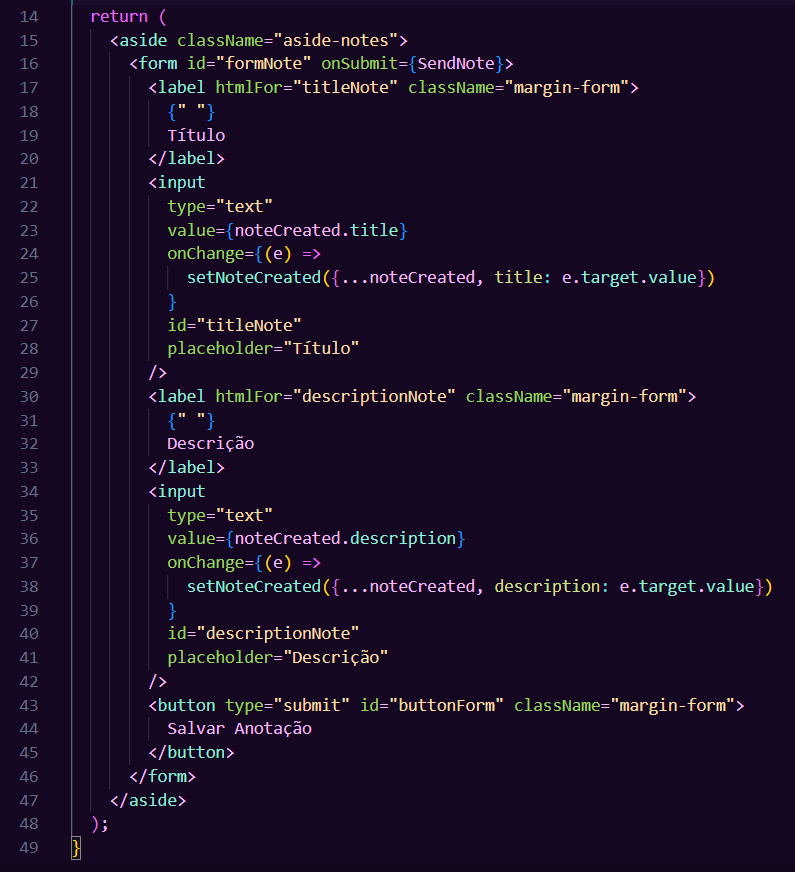 14 return (
15 <aside className="aside-notes">
16 <form id="formNote" onSubmit={SendNote}>
17 <label htmlFor="titleNote" className="margin-form">
18 {" "}
19 Título
20 </label>
21 <input
22 type="text"
23 value={noteCreated.title}
24 onChange={(e) =>
25 setNoteCreated({...noteCreated, title: e.target.value})
26 }
27 id="titleNote"
28 placeholder="Título"
29 />
30 <label htmlFor="descriptionNote" className="margin-form">
31 {" "}
32 Descrição
33 </label>
34 <input
35 type="text"
36 value={noteCreated.description}
37 onChange={(e) =>
38 setNoteCreated({...noteCreated, description: e.target.value})
39 }
40 id="descriptionNote"
41 placeholder="Descrição"
42 />
43 <button type="submit" id="buttonForm" className="margin-form">
44 Salvar Anotação
45 </button>
46 </form>
47 </aside>
48 );
49 }